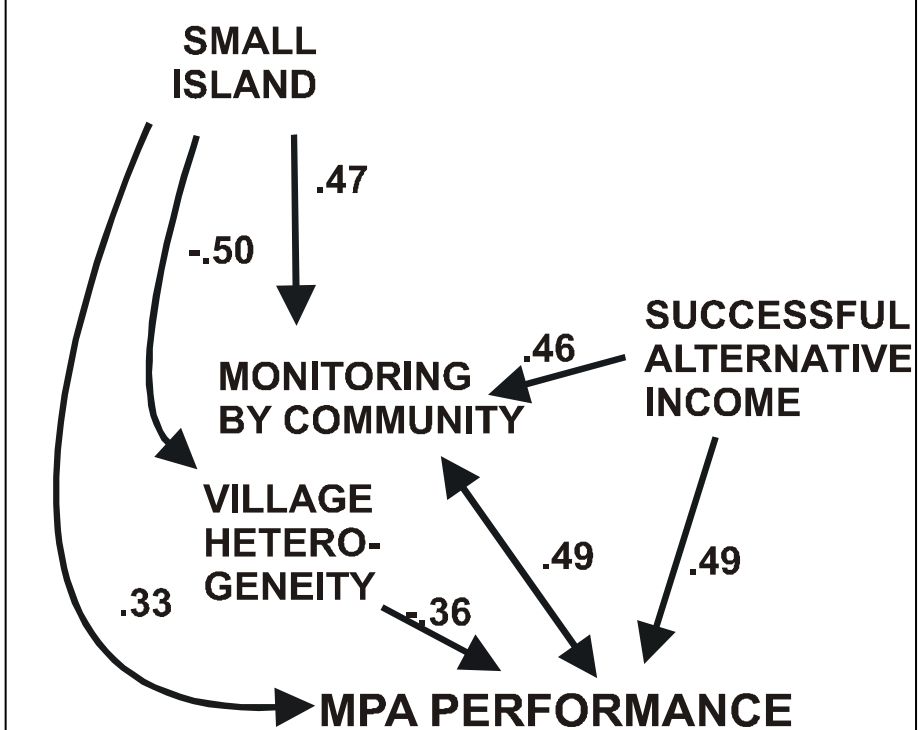 SMALL
ISLAND
.47
-.50
SUCCESSFUL
ALTERNATIVE
INCOME
.46
MONITORING
BY COMMUNITY
VILLAGE
HETERO-
GENEITY
.49
.49
.33
-.36
MPA PERFORMANCE